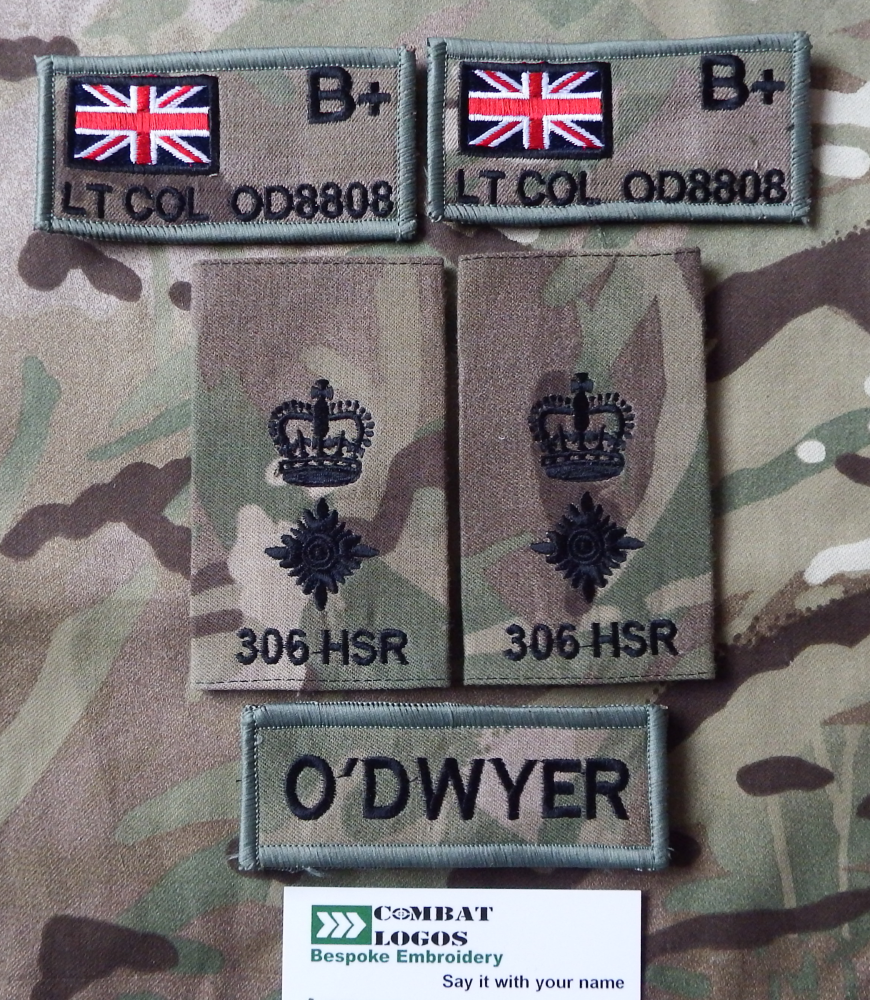 B+
LT COL OD8808
B+
LT COL OD8808
306 HSR
306 HSR
O'DWYER
COMBAT
LOGOS
Bespoke Embroidery
Say it with your name